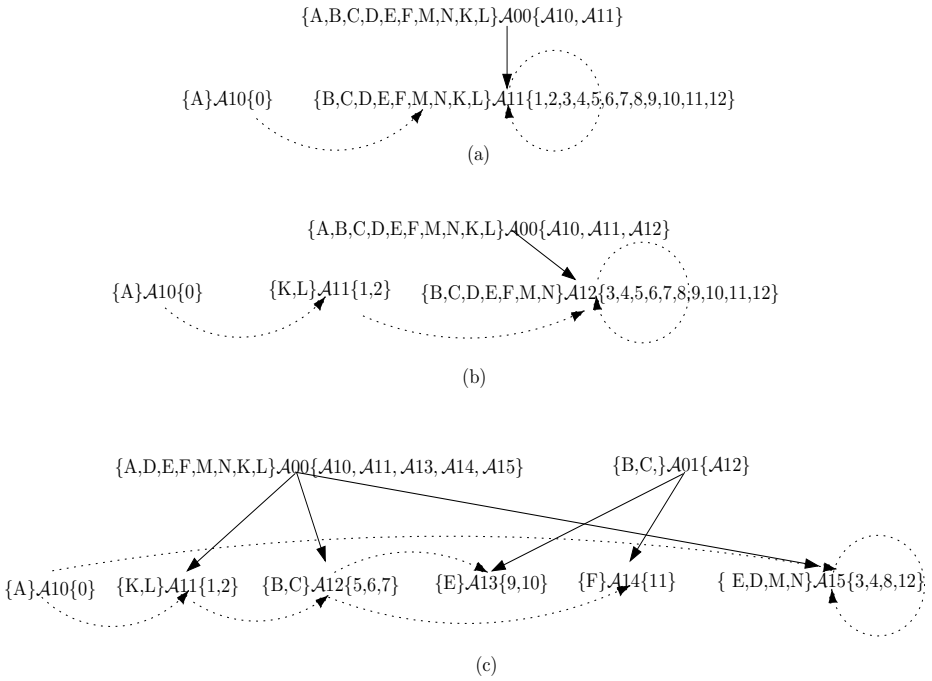 {A,B,C,D,E,F,M,N,K,L}𝒜00{𝒜10, 𝒜11}
{A}𝒜10{0} {B,C,D,E,F,M,N,K,L}𝒜11{1,2,3,4,5,6,7,8,9,10,11,12}
(a)
{A,B,C,D,E,F,M,N,K,L}𝒜00{𝒜10, 𝒜11, 𝒜12}
{A}𝒜10{0} {K,L}𝒜11{1,2} {B,C,D,E,F,M,N}𝒜12{3,4,5,6,7,8,9,10,11,12}
(b)
{A,D,E,F,M,N,K,L}𝒜00{𝒜10, 𝒜11, 𝒜13, 𝒜14, 𝒜15} {B,C,}𝒜01{𝒜12}
{A}𝒜10{0} {K,L}𝒜11{1,2} {B,C}𝒜12{5,6,7} {E}𝒜13{9,10} {F}𝒜14{11} { E,D,M,N}𝒜15{3,4,8,12}
(c)